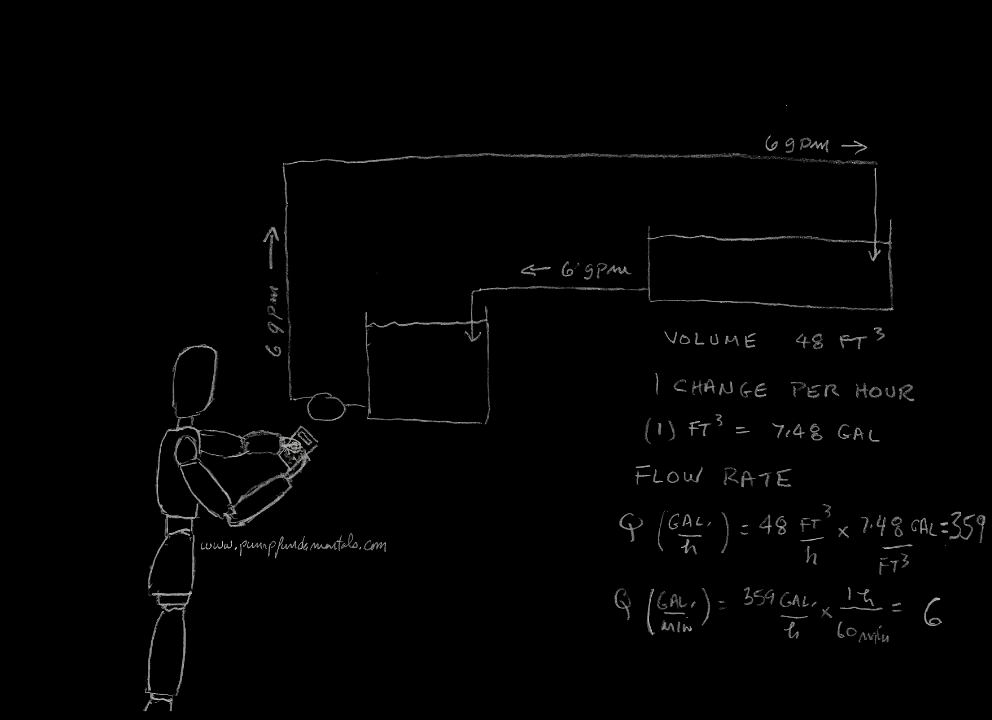 6 gpm →
← 6 gpm
6 gpm →
VOLUME 48 FT³
1 CHANGE PER HOUR
(1) FT³ = 7.48 GAL
FLOW RATE
Q (GAL./h) = 48 FT³/h x 7.48 GAL/FT³ = 359
www.pumpfundamentals.com
Q (GAL./min) = 359 GAL./h x 1 h/60 min = 6